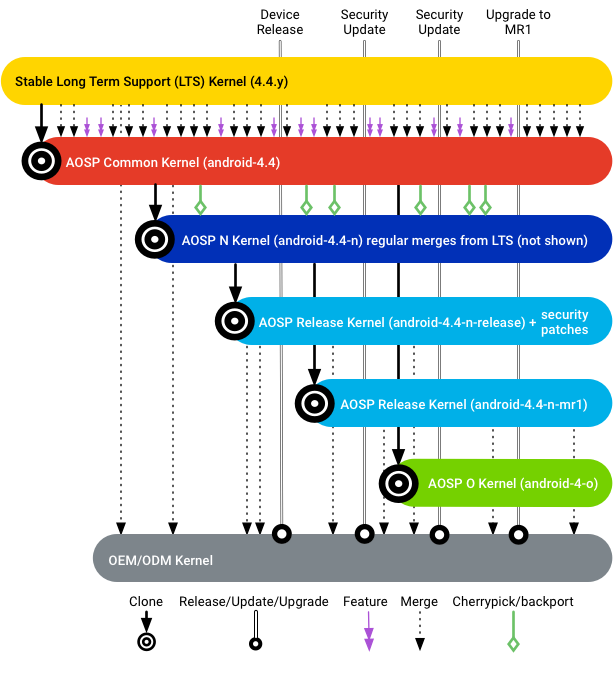 Device
Release
Security
Update
Security
Update
Upgrade to
MR1
Stable Long Term Support (LTS) Kernel (4.4.y)
AOSP Common Kernel (android-4.4)
AOSP N Kernel (android-4.4-n) regular merges from LTS (not shown)
AOSP Release Kernel (android-4.4-n-release) + security
patches
AOSP Release Kernel (android-4.4-n-mr1)
AOSP O Kernel (android-4-o)
OEM/ODM Kernel
Clone
Release/Update/Upgrade
Feature
Merge
Cherrypick/backport